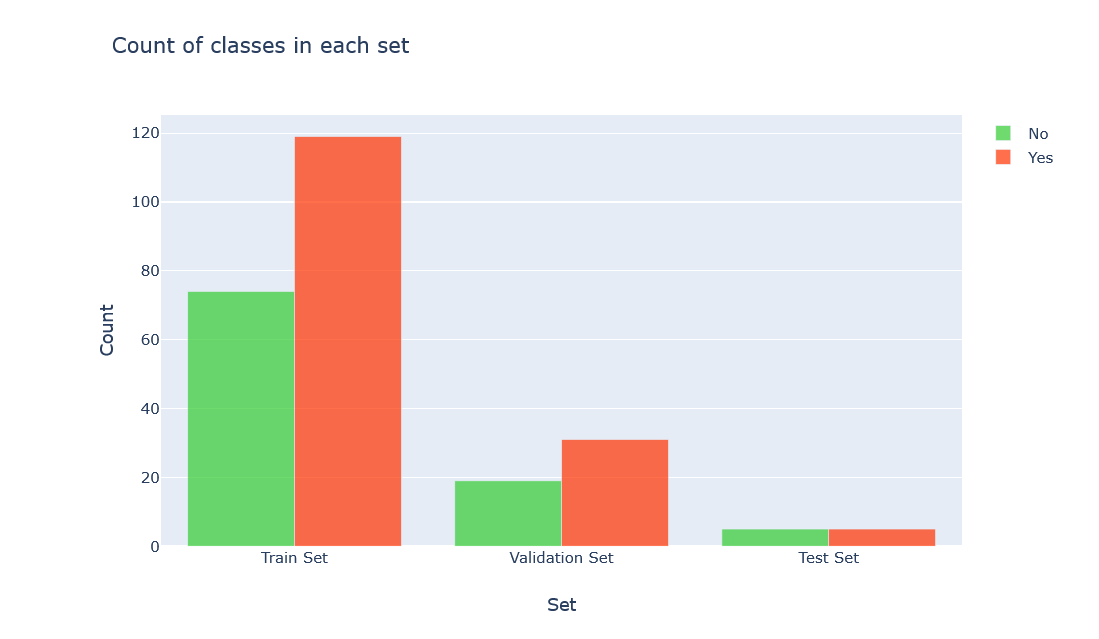 Count of classes in each set
No
Yes
120
100
80
60
40
20
0
Count
Train Set
Validation Set
Test Set
Set